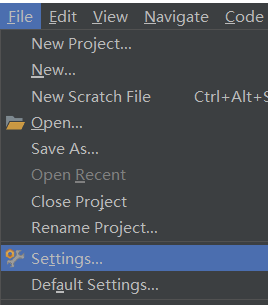 File Edit View Navigate Code
New Project...
New...
New Scratch File Ctrl+Alt+S
Open...
Save As...
Open Recent
Close Project
Rename Project...
Settings...
Default Settings...